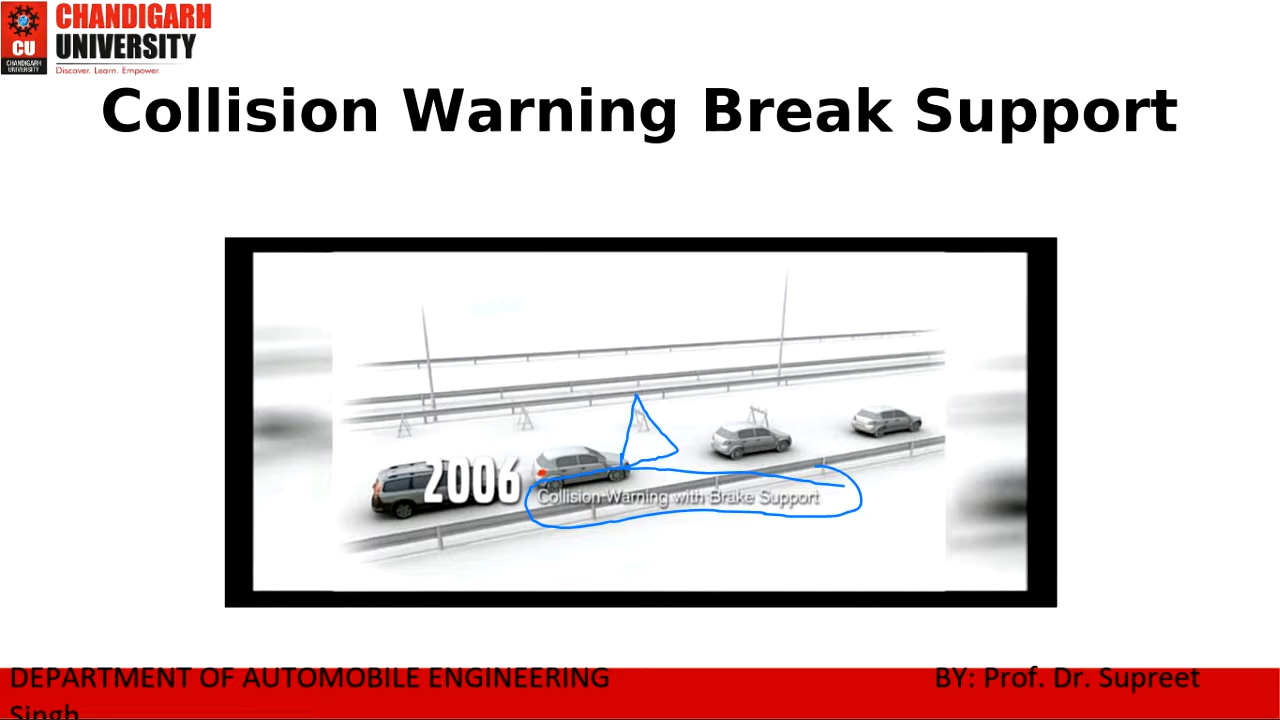 CHANDIGARH
UNIVERSITY
Discover. Learn. Empower.
CU
CHANDIGARH
UNIVERSITY
Collision Warning Break Support
2006
Collision Warning with Brake Support
DEPARTMENT OF AUTOMOBILE ENGINEERING BY: Prof. Dr. Supreet
Singh